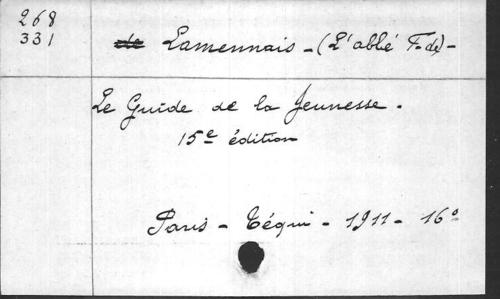 268
331
de Lamennais - (L'abbé F. de) -
Le Guide de la Jeunesse.
15e édition
Paris - Téqui - 1911 - 16°